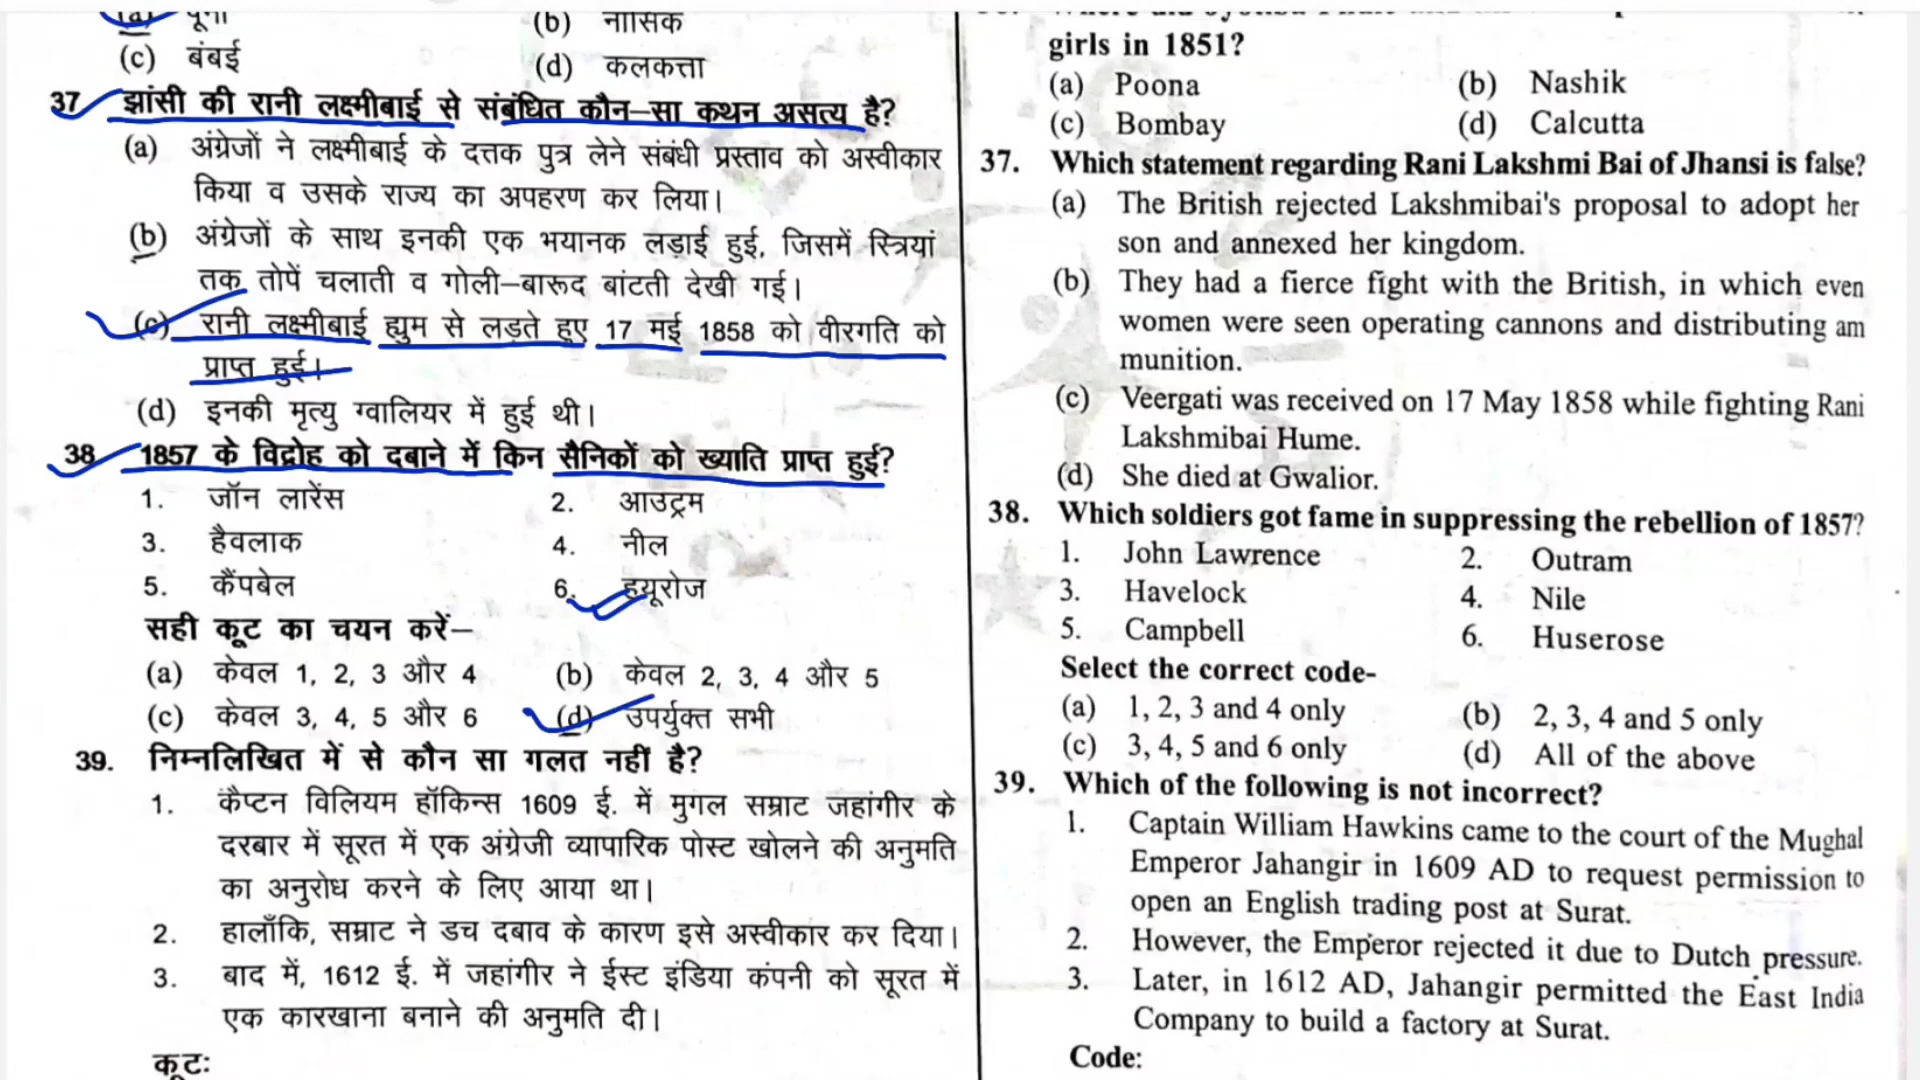 (a) पूना
(b) नासिक
(c) बंबई
(d) कलकत्ता
37 झांसी की रानी लक्ष्मीबाई से संबंधित कौन–सा कथन असत्य है?
(a) अंग्रेजों ने लक्ष्मीबाई के दत्तक पुत्र लेने संबंधी प्रस्ताव को अस्वीकार
किया व उसके राज्य का अपहरण कर लिया।
(b) अंग्रेजों के साथ इनकी एक भयानक लड़ाई हुई, जिसमें स्त्रियां
तक तोपें चलाती व गोली–बारूद बांटती देखी गई।
(c) रानी लक्ष्मीबाई ह्युम से लड़ते हुए 17 मई 1858 को वीरगति को
प्राप्त हुई।
(d) इनकी मृत्यु ग्वालियर में हुई थी।
38 1857 के विद्रोह को दबाने में किन सैनिकों को ख्याति प्राप्त हुई?
1. जॉन लारेंस 2. आउट्रम
3. हैवलाक 4. नील
5. कैंपबेल 6. हयूरोज
सही कूट का चयन करें–
(a) केवल 1, 2, 3 और 4 (b) केवल 2, 3, 4 और 5
(c) केवल 3, 4, 5 और 6 (d) उपर्युक्त सभी
39. निम्नलिखित में से कौन सा गलत नहीं है?
1. कैप्टन विलियम हॉकिन्स 1609 ई. में मुगल सम्राट जहांगीर के
दरबार में सूरत में एक अंग्रेजी व्यापारिक पोस्ट खोलने की अनुमति
का अनुरोध करने के लिए आया था।
2. हालाँकि, सम्राट ने डच दबाव के कारण इसे अस्वीकार कर दिया।
3. बाद में, 1612 ई. में जहांगीर ने ईस्ट इंडिया कंपनी को सूरत में
एक कारखाना बनाने की अनुमति दी।
कूटः
girls in 1851?
(a) Poona (b) Nashik
(c) Bombay (d) Calcutta
37. Which statement regarding Rani Lakshmi Bai of Jhansi is false?
(a) The British rejected Lakshmibai's proposal to adopt her
son and annexed her kingdom.
(b) They had a fierce fight with the British, in which even
women were seen operating cannons and distributing am
munition.
(c) Veergati was received on 17 May 1858 while fighting Rani
Lakshmibai Hume.
(d) She died at Gwalior.
38. Which soldiers got fame in suppressing the rebellion of 1857?
1. John Lawrence 2. Outram
3. Havelock 4. Nile
5. Campbell 6. Huserose
Select the correct code-
(a) 1, 2, 3 and 4 only (b) 2, 3, 4 and 5 only
(c) 3, 4, 5 and 6 only (d) All of the above
39. Which of the following is not incorrect?
1. Captain William Hawkins came to the court of the Mughal
Emperor Jahangir in 1609 AD to request permission to
open an English trading post at Surat.
2. However, the Emperor rejected it due to Dutch pressure.
3. Later, in 1612 AD, Jahangir permitted the East India
Company to build a factory at Surat.
Code: